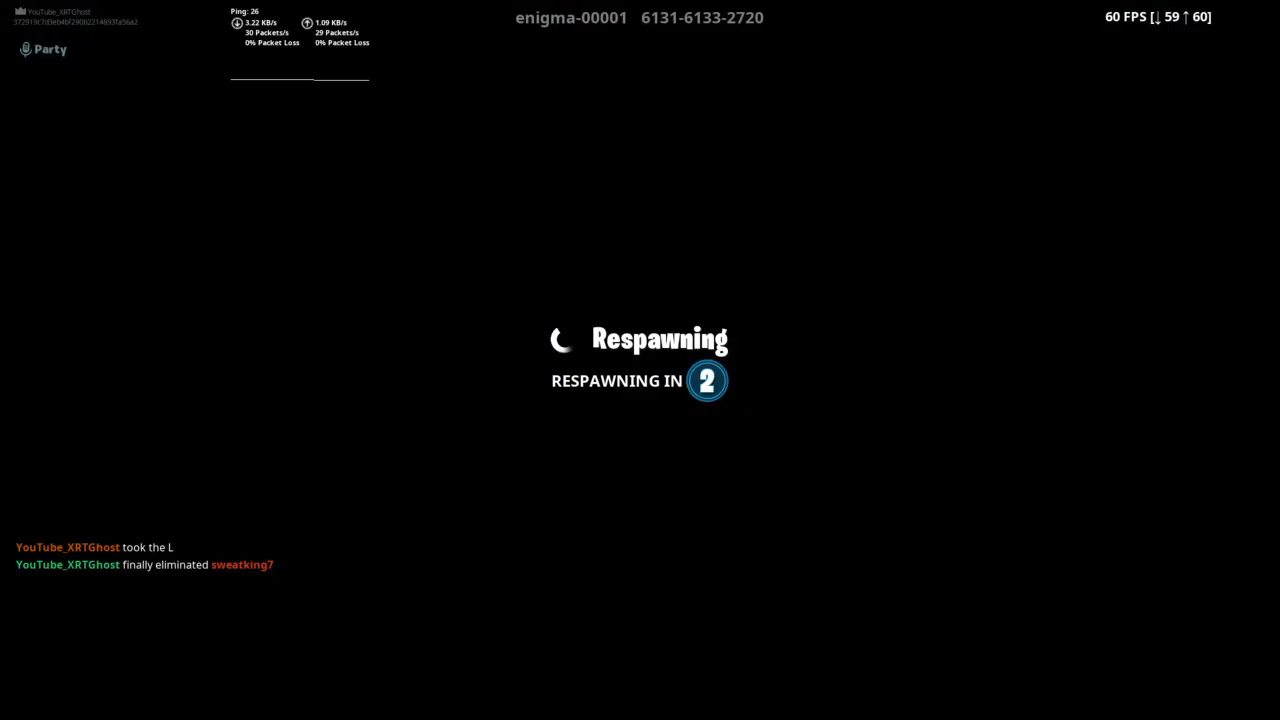 YouTube_XRTGhost
Party
Ping: 26
3.22 KB/s 1.09 KB/s
30 Packets/s 29 Packets/s
0% Packet Loss 0% Packet Loss
enigma-00001 6131-6133-2720
60 FPS [↓ 59 ↑ 60]
Respawning
RESPAWNING IN 2
YouTube_XRTGhost took the L
YouTube_XRTGhost finally eliminated sweatking7